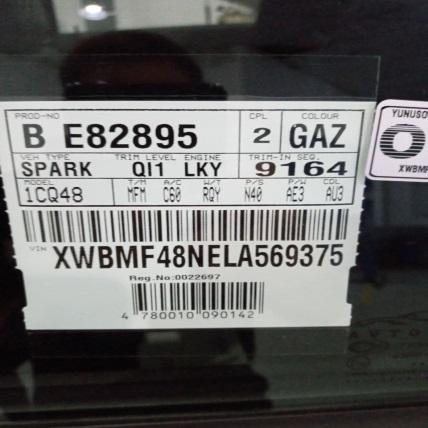 PROD-NO CPL COLOUR
B E82895 2 GAZ
VEH TYPE TRIM LEVEL ENGINE TRIM-IN SEQ.
SPARK QI1 LKY 9164
MODEL T/M A/C W/T P/S P/W AU
1CQ48 MFM C60 RQY N40 AE3 AU3
VIN XWBMF48NELA569375
Reg.No:0022697
4 780010 090142
YUNUSO
XWBMF